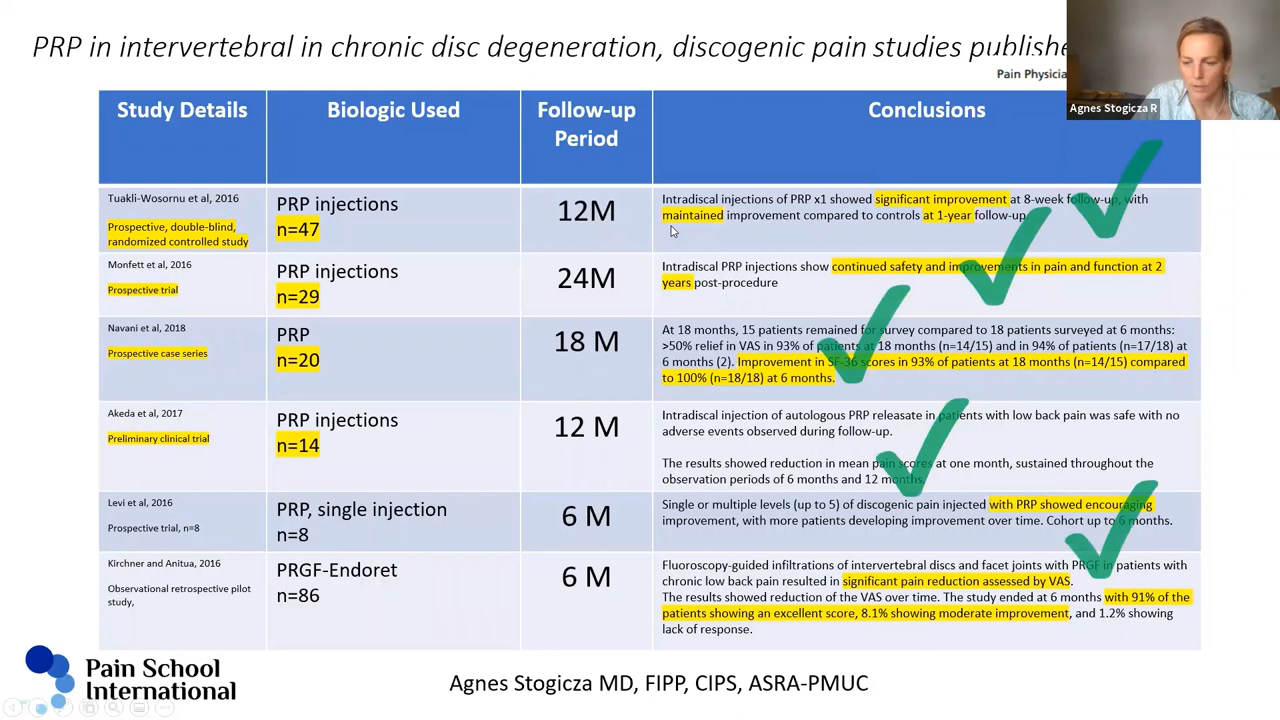 PRP in intervertebral in chronic disc degeneration, discogenic pain studies publishe
Pain Physicia
Agnes Stogicza R
Study Details
Biologic Used
Follow-up
Period
Conclusions
Tuakli-Wosornu et al, 2016
Prospective, double-blind,
randomized controlled study
PRP injections
n=47
12M
Intradiscal injections of PRP x1 showed significant improvement at 8-week follow-up, with
maintained improvement compared to controls at 1-year follow-up
Monfett et al, 2016
Prospective trial
PRP injections
n=29
24M
Intradiscal PRP injections show continued safety and improvements in pain and function at 2
years post-procedure
Navani et al, 2018
Prospective case series
PRP
n=20
18 M
At 18 months, 15 patients remained for survey compared to 18 patients surveyed at 6 months:
>50% relief in VAS in 93% of patients at 18 months (n=14/15) and in 94% of patients (n=17/18) at
6 months (2). Improvement in SF-36 scores in 93% of patients at 18 months (n=14/15) compared
to 100% (n=18/18) at 6 months.
Akeda et al, 2017
Preliminary clinical trial
PRP injections
n=14
12 M
Intradiscal injection of autologous PRP releasate in patients with low back pain was safe with no
adverse events observed during follow-up.
The results showed reduction in mean pain scores at one month, sustained throughout the
observation periods of 6 months and 12 months.
Levi et al, 2016
Prospective trial, n=8
PRP, single injection
n=8
6 M
Single or multiple levels (up to 5) of discogenic pain injected with PRP showed encouraging
improvement, with more patients developing improvement over time. Cohort up to 6 months.
Kirchner and Anitua, 2016
Observational retrospective pilot
study,
PRGF-Endoret
n=86
6 M
Fluoroscopy-guided infiltrations of intervertebral discs and facet joints with PRGF in patients with
chronic low back pain resulted in significant pain reduction assessed by VAS.
The results showed reduction of the VAS over time. The study ended at 6 months with 91% of the
patients showing an excellent score, 8.1% showing moderate improvement, and 1.2% showing
lack of response.
Pain School
International
Agnes Stogicza MD, FIPP, CIPS, ASRA-PMUC